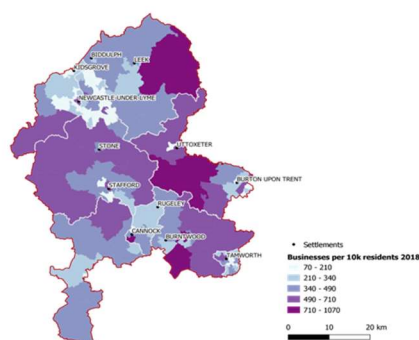 BIDDULPH
LEEK
KIDSGROVE
NEWCASTLE-UNDER-LYME
STONE
UTTOXETER
BURTON UPON TRENT
STAFFORD
RUGELEY
CANNOCK
BURNTWOOD
TAMWORTH
Settlements
Businesses per 10k residents 2018
70 - 210
210 - 340
340 - 490
490 - 710
710 - 1070
0 10 20 km